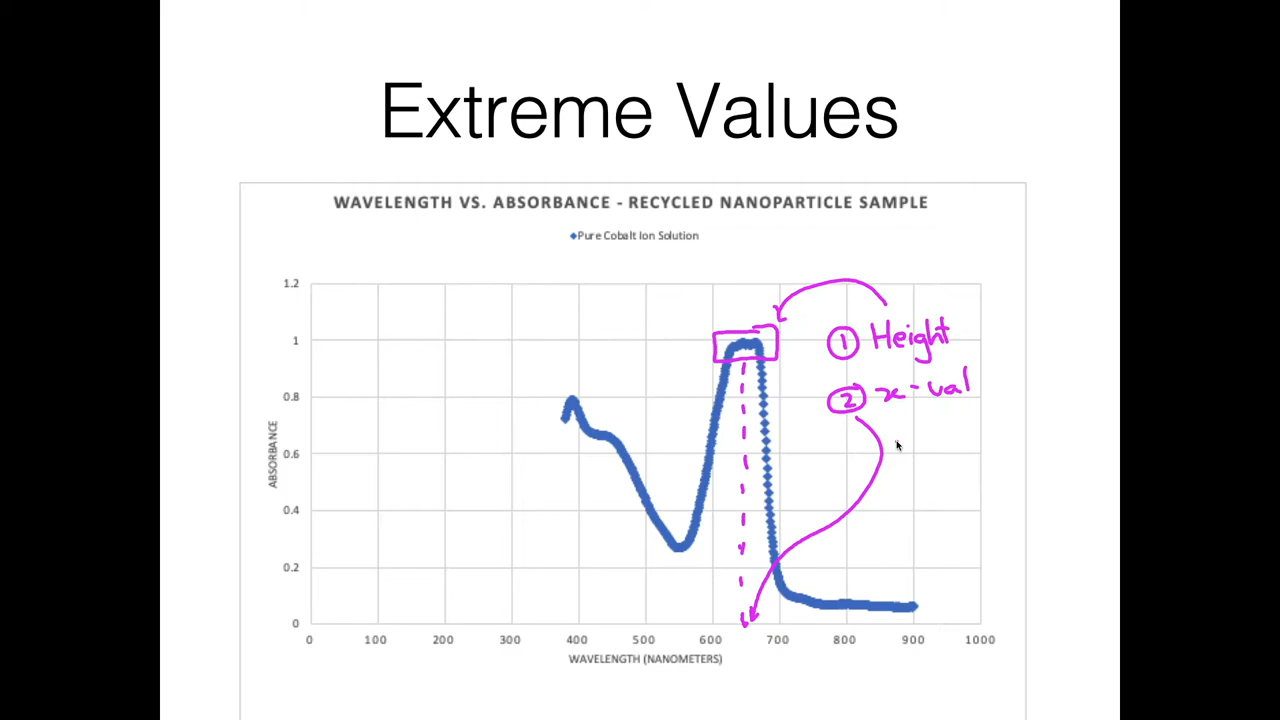 Extreme Values
WAVELENGTH VS. ABSORBANCE - RECYCLED NANOPARTICLE SAMPLE
Pure Cobalt Ion Solution
1.2
1
0.8
0.6
0.4
0.2
0
ABSORBANCE
① Height
② x-val
0 100 200 300 400 500 600 700 800 900 1000
WAVELENGTH (NANOMETERS)